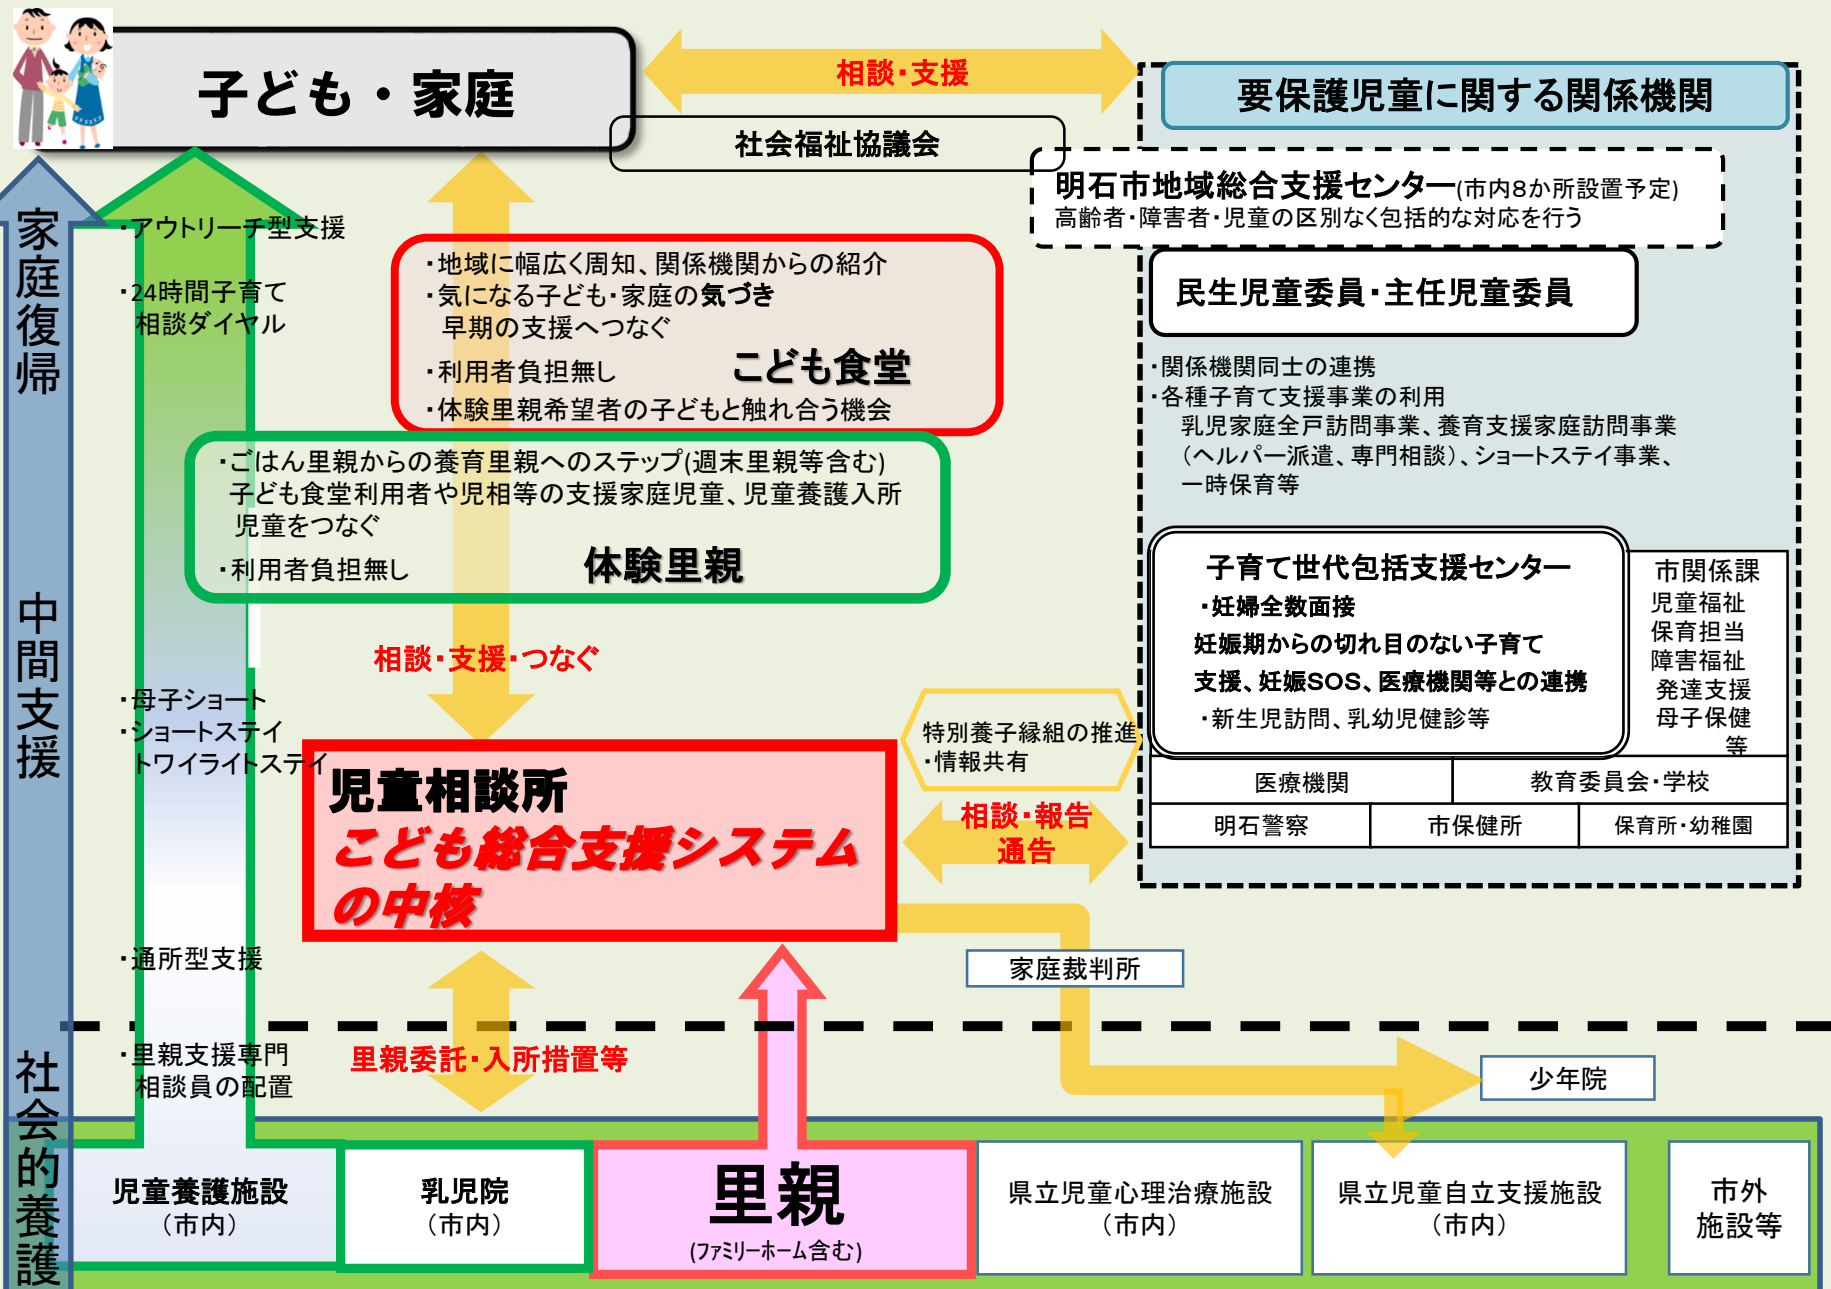 子ども・家庭
相談・支援
社会福祉協議会
要保護児童に関する関係機関
明石市地域総合支援センター(市内８か所設置予定)
高齢者・障害者・児童の区別なく包括的な対応を行う
民生児童委員・主任児童委員
・関係機関同士の連携
・各種子育て支援事業の利用
乳児家庭全戸訪問事業、養育支援家庭訪問事業
（ヘルパー派遣、専門相談）、ショートステイ事業、
一時保育等
子育て世代包括支援センター
・妊婦全数面接
妊娠期からの切れ目のない子育て
支援、妊娠SOS、医療機関等との連携
・新生児訪問、乳幼児健診等
市関係課
児童福祉
保育担当
障害福祉
発達支援
母子保健
等
医療機関
教育委員会・学校
明石警察
市保健所
保育所・幼稚園
家庭復帰
中間支援
社会的養護
・アウトリーチ型支援
・24時間子育て
相談ダイヤル
・母子ショート
・ショートステイ
トワイライトステイ
・通所型支援
・里親支援専門
相談員の配置
・地域に幅広く周知、関係機関からの紹介
・気になる子ども・家庭の気づき
早期の支援へつなぐ
・利用者負担無し
こども食堂
・体験里親希望者の子どもと触れ合う機会
・ごはん里親からの養育里親へのステップ(週末里親等含む)
子ども食堂利用者や児相等の支援家庭児童、児童養護入所
児童をつなぐ
・利用者負担無し
体験里親
相談・支援・つなぐ
児童相談所
こども総合支援システム
の中核
特別養子縁組の推進
・情報共有
相談・報告
通告
家庭裁判所
里親委託・入所措置等
少年院
児童養護施設
（市内）
乳児院
（市内）
里親
(ファミリーホーム含む)
県立児童心理治療施設
（市内）
県立児童自立支援施設
（市内）
市外
施設等